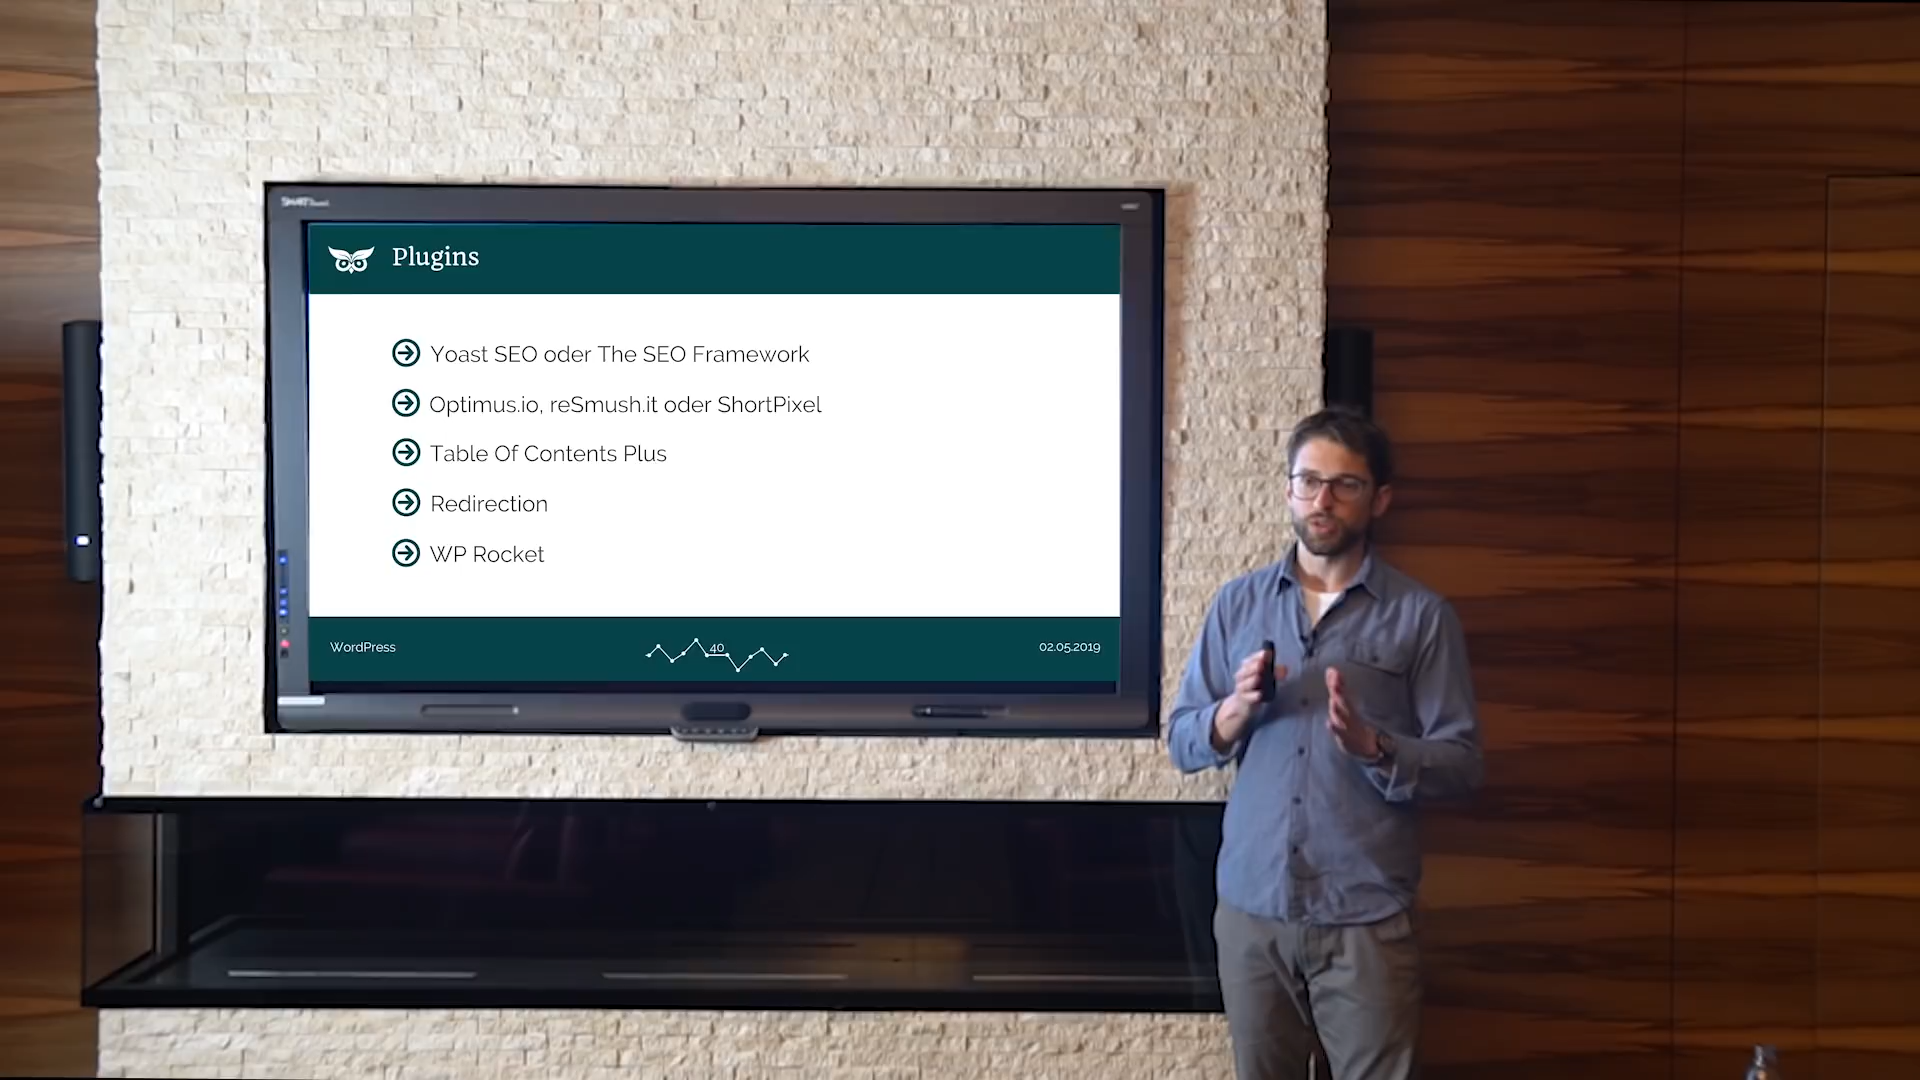 SMART
Plugins
Yoast SEO oder The SEO Framework
Optimus.io, reSmush.it oder ShortPixel
Table Of Contents Plus
Redirection
WP Rocket
WordPress
40
02.05.2019